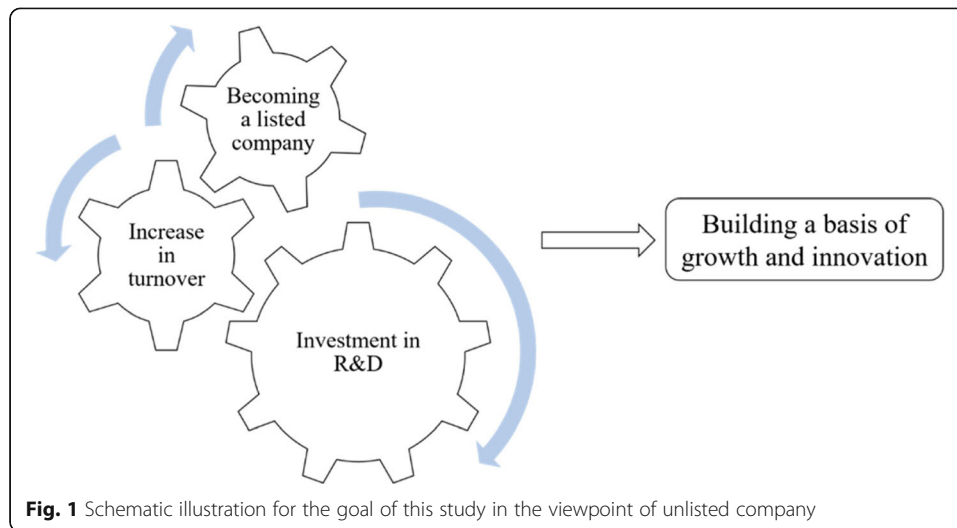 Becoming
a listed
company
Increase
in
turnover
Investment in
R&D
Building a basis of
growth and innovation
Fig. 1 Schematic illustration for the goal of this study in the viewpoint of unlisted company